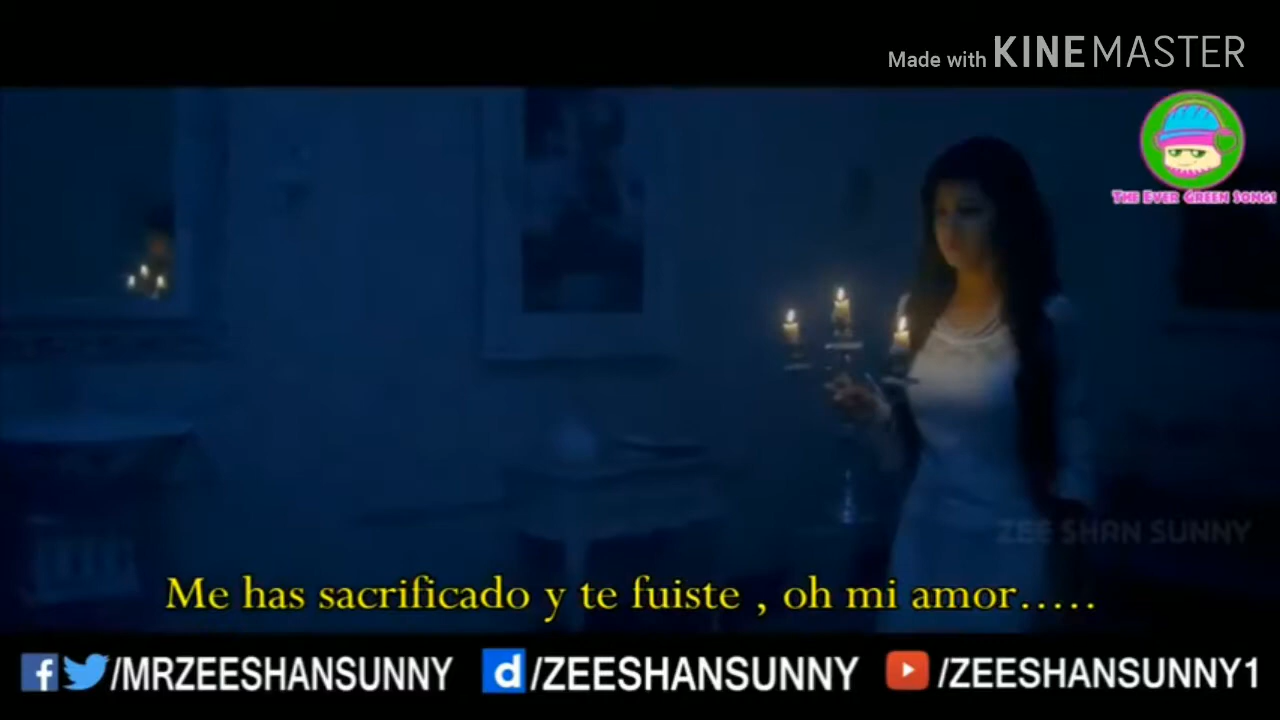 Made with KINEMASTER
THE EVER GREEN SONGS
ZEE SHAN SUNNY
Me has sacrificado y te fuiste , oh mi amor.....
/MRZEESHANSUNNY
/ZEESHANSUNNY
/ZEESHANSUNNY1